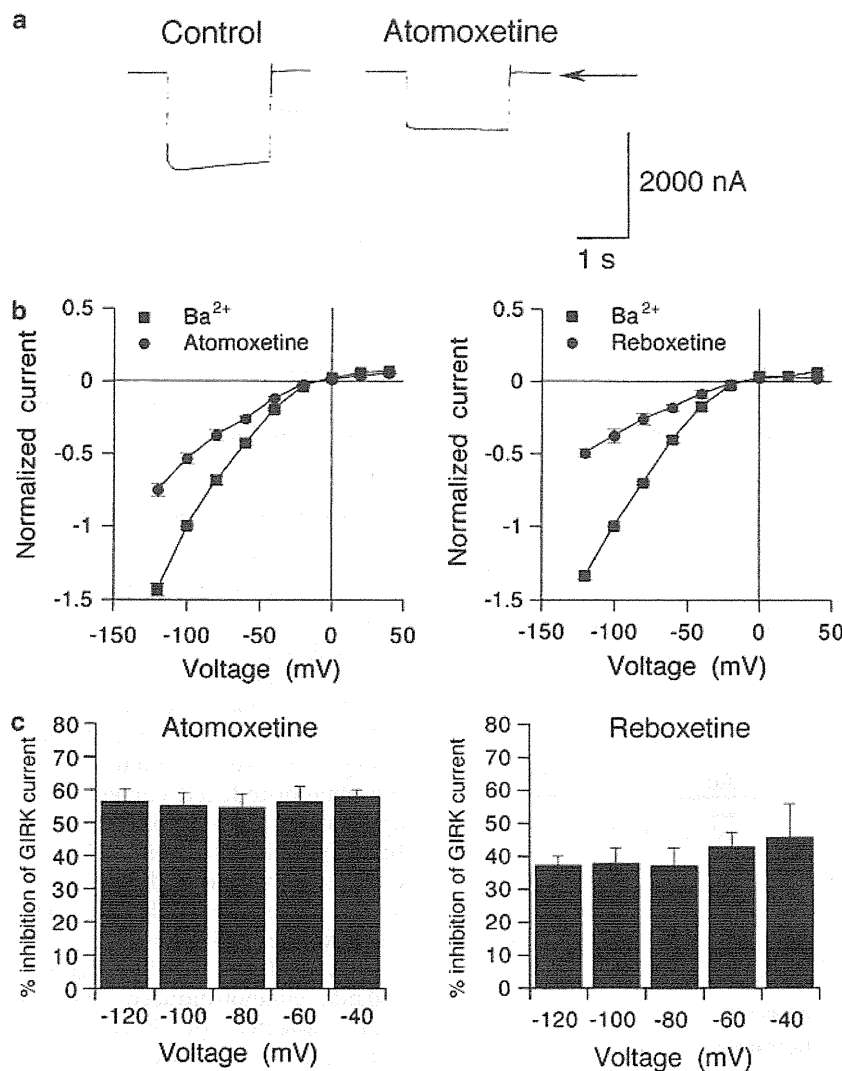 a
Control
Atomoxetine
2000 nA
1 s
b
0.5
0
-0.5
-1
-1.5
Normalized current
Ba2+
Atomoxetine
-150
-100
-50
0
50
Voltage (mV)
0.5
0
-0.5
-1
-1.5
Normalized current
Ba2+
Reboxetine
-150
-100
-50
0
50
Voltage (mV)
c
Atomoxetine
80
70
60
50
40
30
20
10
0
% inhibition of GIRK current
-120
-100
-80
-60
-40
Voltage (mV)
Reboxetine
80
70
60
50
40
30
20
10
0
% inhibition of GIRK current
-120
-100
-80
-60
-40
Voltage (mV)